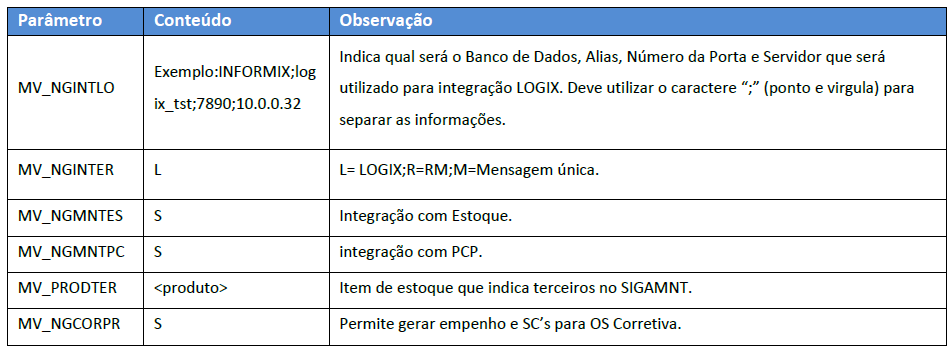 Parâmetro Conteúdo Observação
Indica qual será o Banco de Dados, Alias, Número da Porta e Servidor que será
MV_NGINTLO Exemplo:INFORMIX;log
ix_tst;7890;10.0.0.32 utilizado para integração LOGIX. Deve utilizar o caractere “;” (ponto e virgula) para
separar as informações.
MV_NGINTER L L= LOGIX;R=RM;M=Mensagem única.
MV_NGMNTES S Integração com Estoque.
MV_NGMNTPC S integração com PCP.
MV_PRODTER <produto> Item de estoque que indica terceiros no SIGAMNT.
MV_NGCORPR S Permite gerar empenho e SC’s para OS Corretiva.